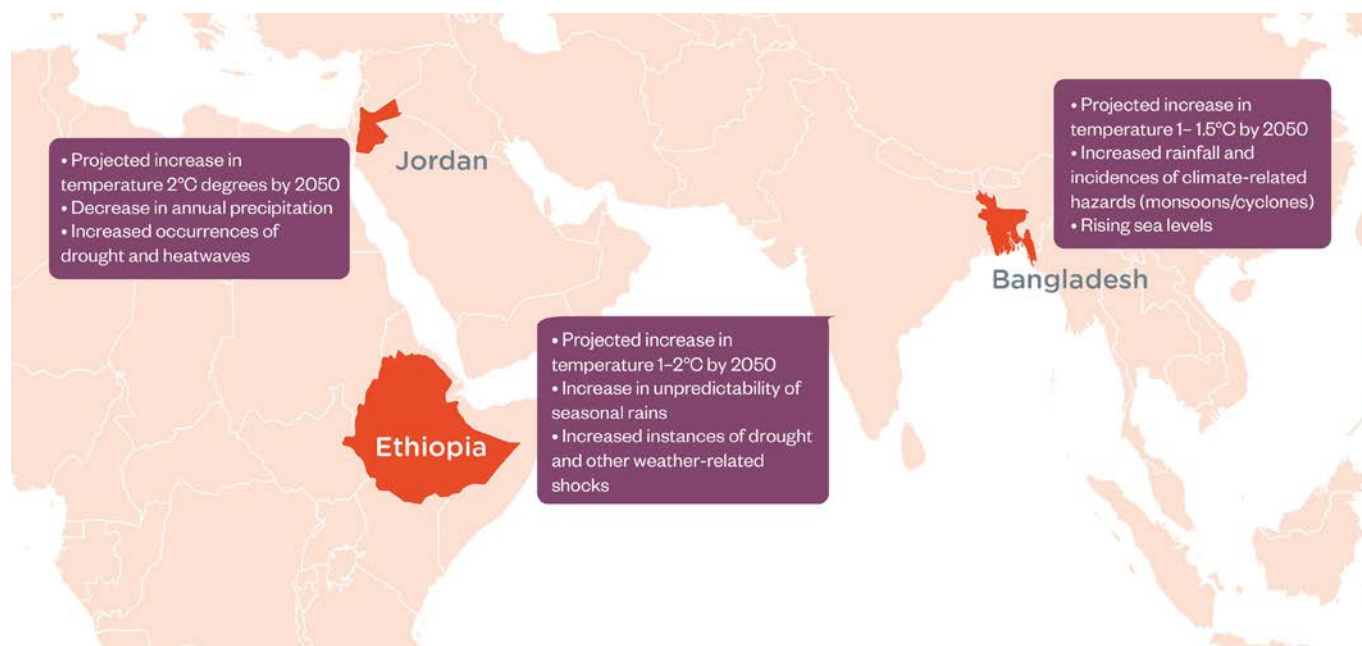 • Projected increase in
temperature 2°C degrees by 2050
• Decrease in annual precipitation
• Increased occurrences of
drought and heatwaves
Jordan
• Projected increase in
temperature 1– 1.5°C by 2050
• Increased rainfall and
incidences of climate-related
hazards (monsoons/cyclones)
• Rising sea levels
Bangladesh
• Projected increase in
temperature 1–2°C by 2050
• Increase in unpredictability of
seasonal rains
• Increased instances of drought
and other weather-related
shocks
Ethiopia